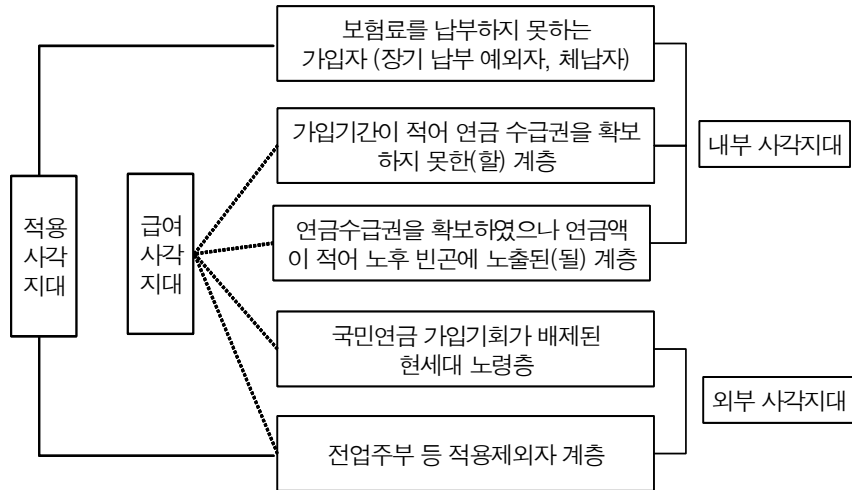 보험료를 납부하지 못하는
가입자 (장기 납부 예외자, 체납자)
가입기간이 적어 연금 수급권을 확보
하지 못한(할) 계층
내부 사각지대
적용
사각
지대
급여
사각
지대
연금수급권을 확보하였으나 연금액
이 적어 노후 빈곤에 노출된(될) 계층
국민연금 가입기회가 배제된
현세대 노령층
외부 사각지대
전업주부 등 적용제외자 계층